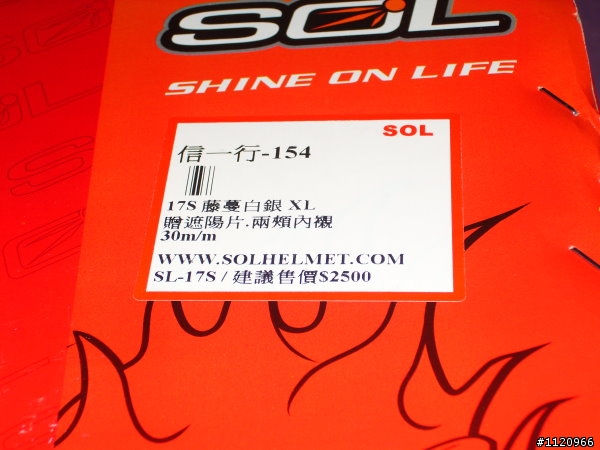 SOL
SHINE ON LIFE
SOL
信一行-154
17S 藤蔓白銀 XL
贈遮陽片.兩頰內襯
30m/m
WWW.SOLHELMET.COM
SL-17S / 建議售價$2500
#1120966